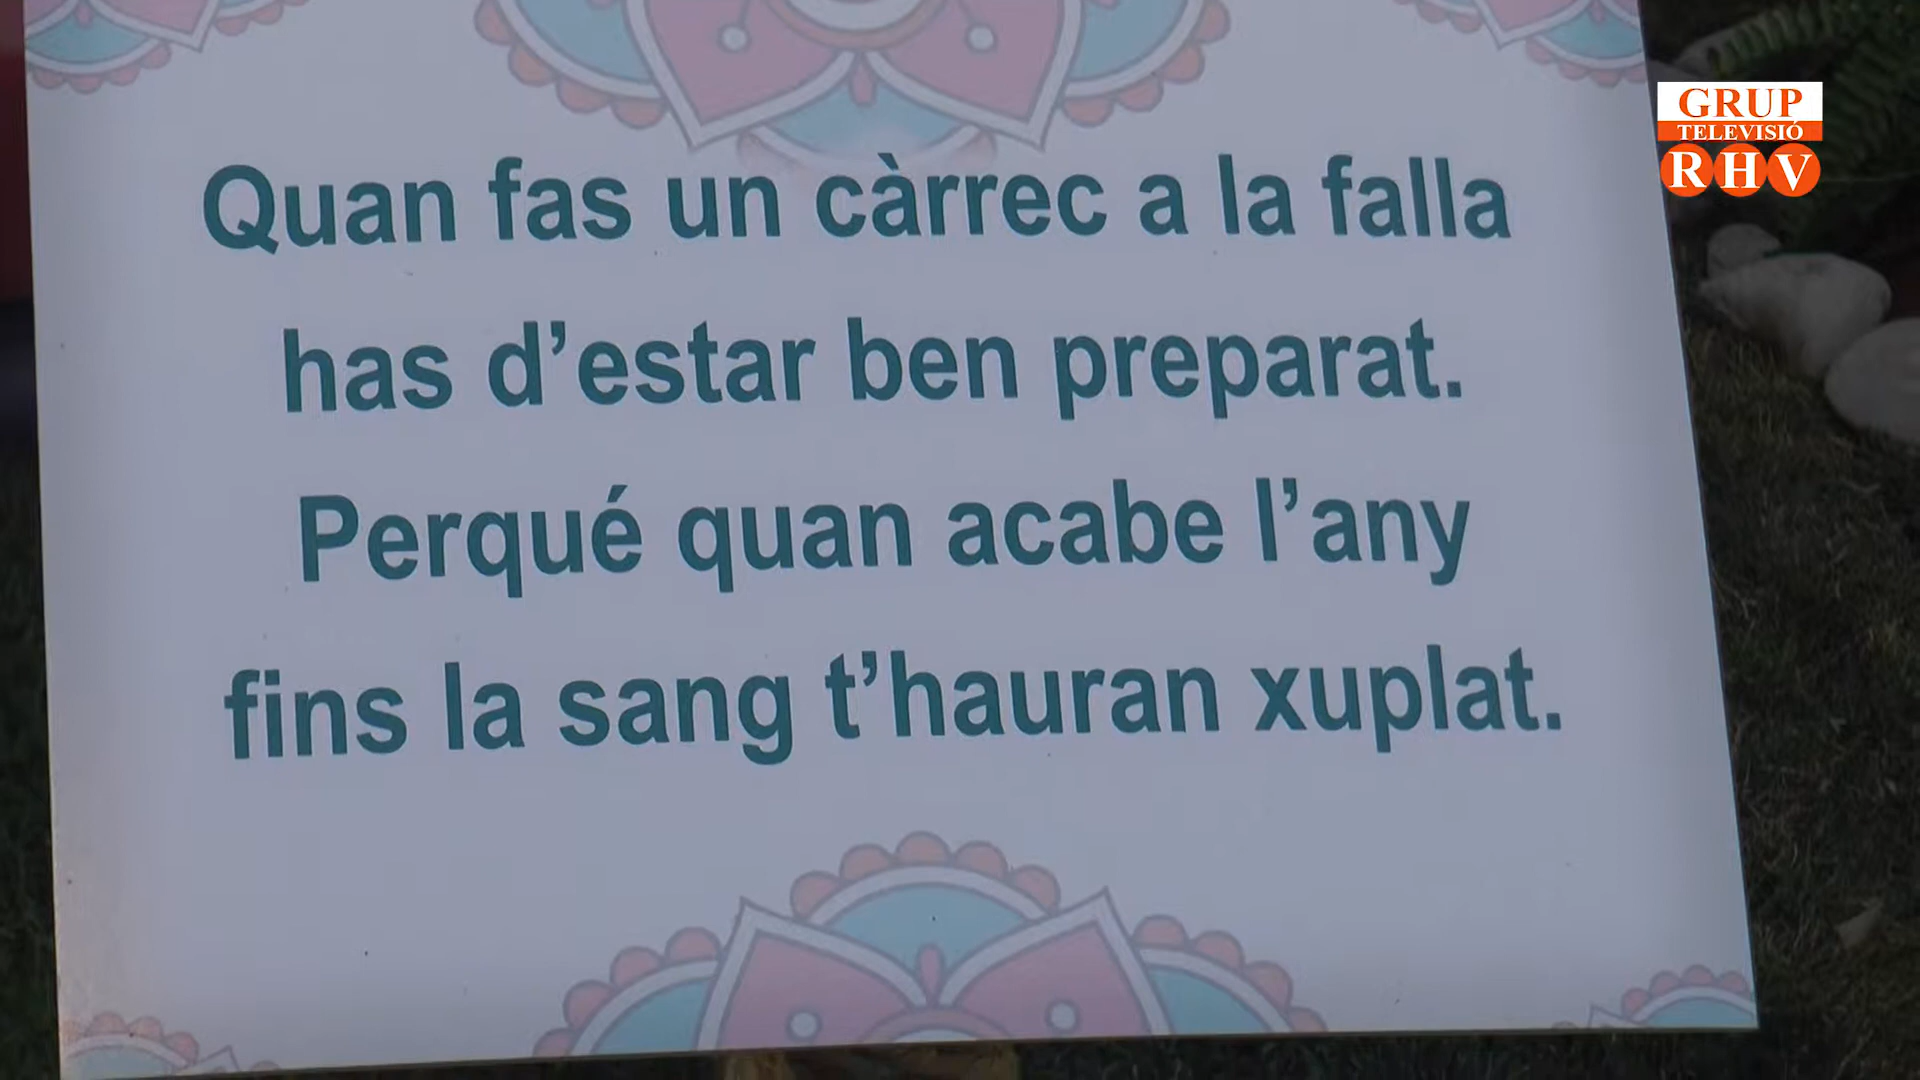 GRUP
TELEVISIÓ
RHV
Quan fas un càrrec a la falla
has d’estar ben preparat.
Perqué quan acabe l’any
fins la sang t’hauran xuplat.